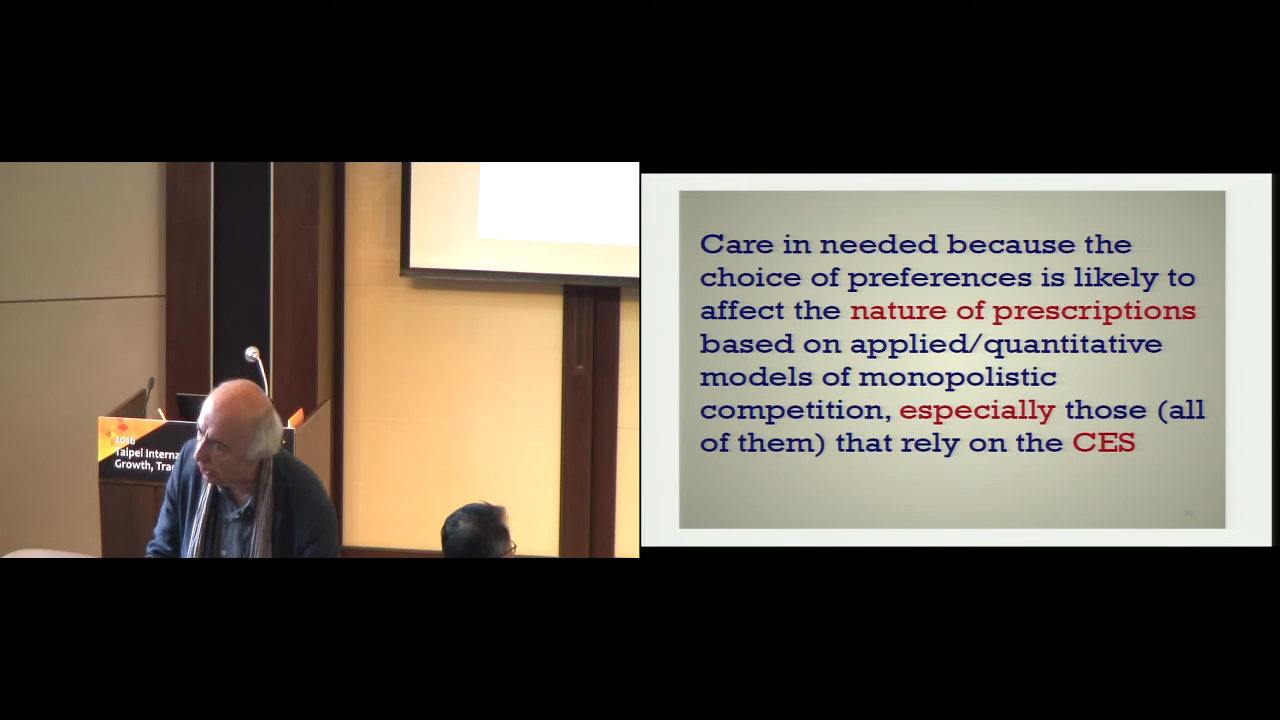 2016
Taipei Interna
Growth, Trad
Care in needed because the
choice of preferences is likely to
affect the nature of prescriptions
based on applied/quantitative
models of monopolistic
competition, especially those (all
of them) that rely on the CES